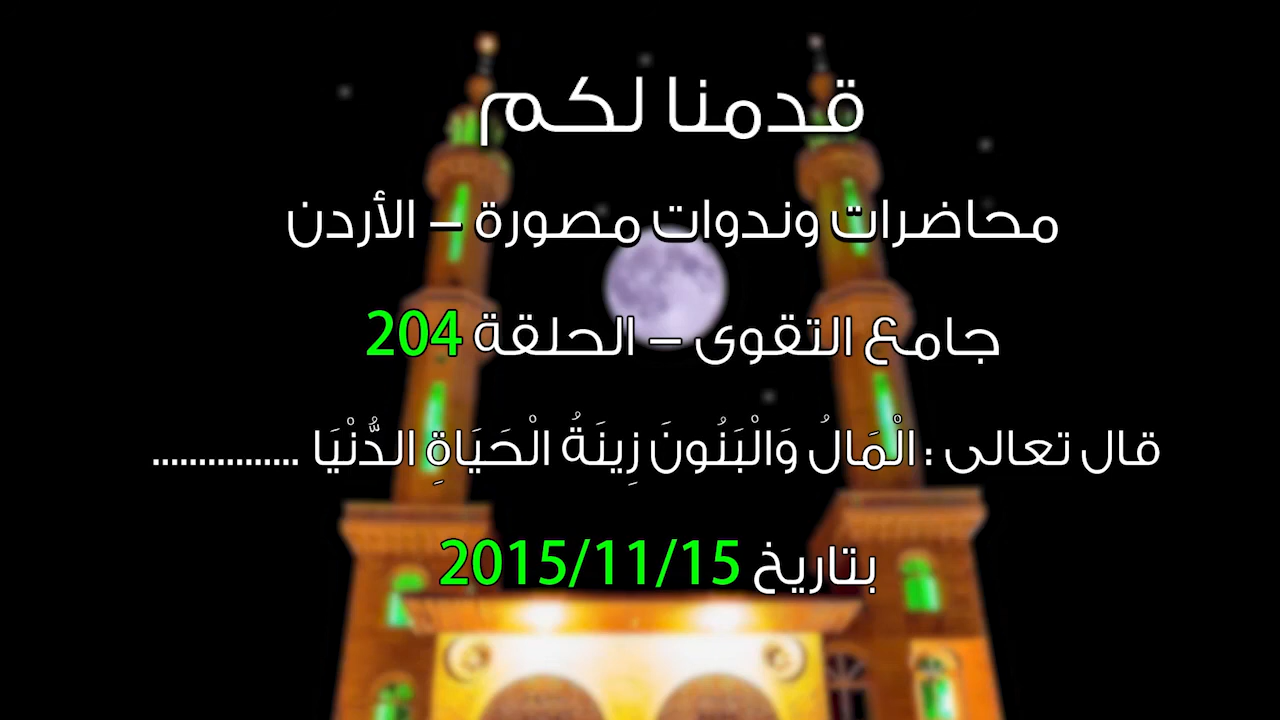 قدمنا لكم
محاضرات وندوات مصورة – الأردن
جامع التقوى – الحلقة 204
قال تعالى : الْمَالُ وَالْبَنُونَ زِينَةُ الْحَيَاةِ الدُّنْيَا ................
بتاريخ 2015/11/15